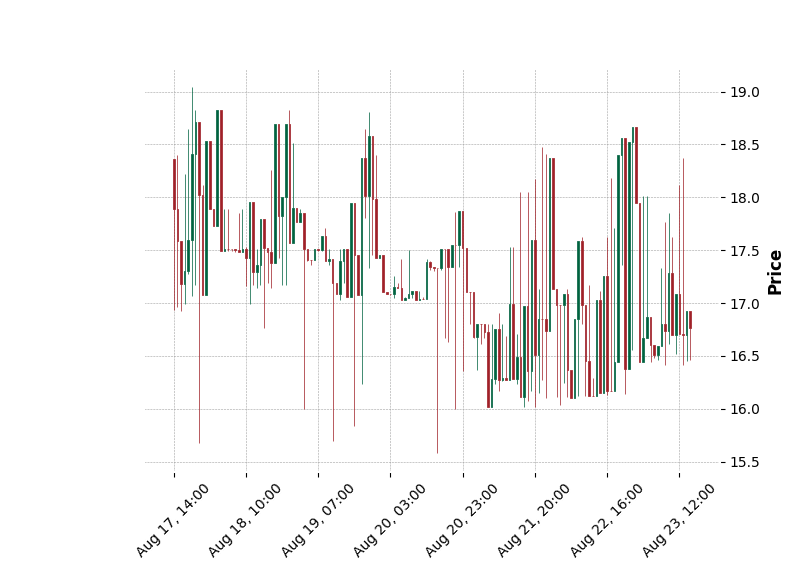 19.0
18.5
18.0
17.5
17.0
16.5
16.0
15.5
Price
Aug 17, 14:00
Aug 18, 10:00
Aug 19, 07:00
Aug 20, 03:00
Aug 20, 23:00
Aug 21, 20:00
Aug 22, 16:00
Aug 23, 12:00